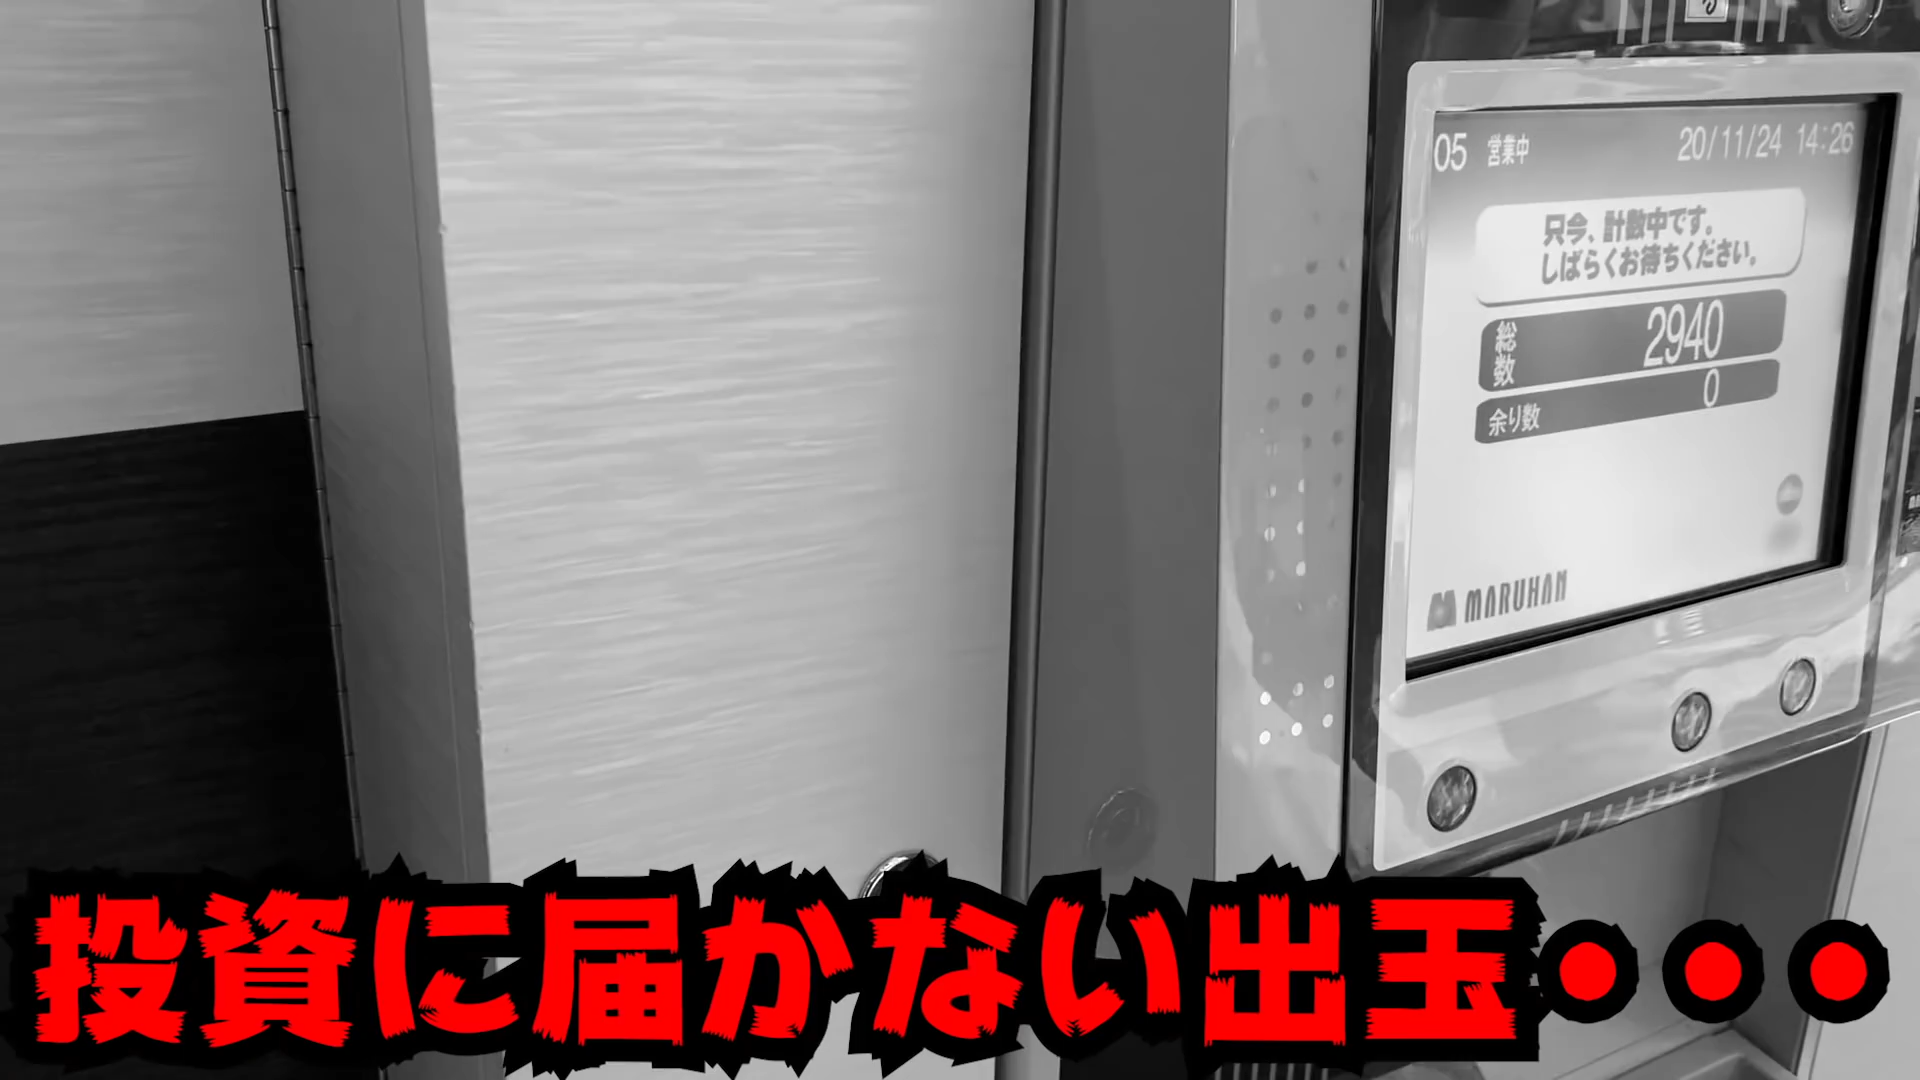 05 営業中 20/11/24 14:26
只今、計数中です。
しばらくお待ちください。
総数 2940
余り数 0
MARUHAN
投資に届かない出玉・・・